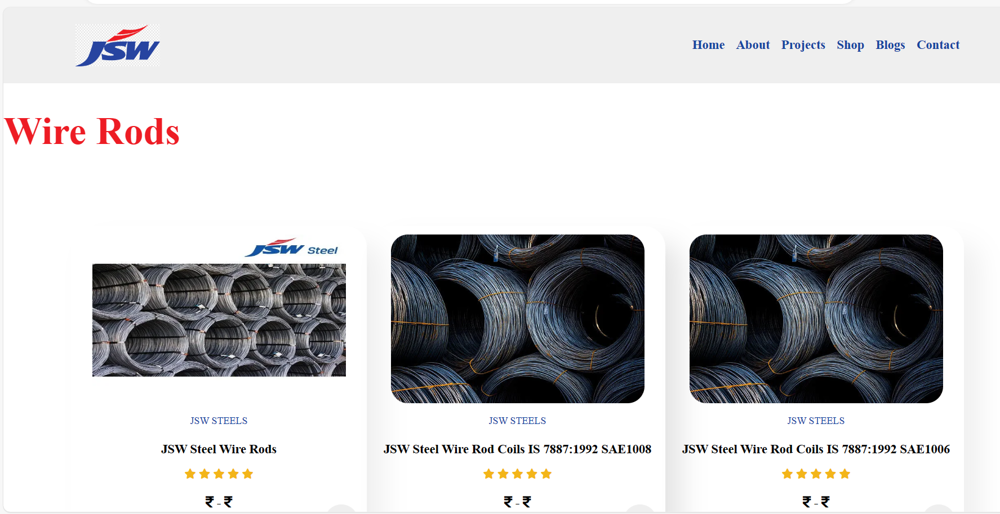 JSW
Home About Projects Shop Blogs Contact
Wire Rods
JSW Steel
JSW STEELS
JSW Steel Wire Rods
₹ - ₹
JSW STEELS
JSW Steel Wire Rod Coils IS 7887:1992 SAE1008
₹ - ₹
JSW STEELS
JSW Steel Wire Rod Coils IS 7887:1992 SAE1006
₹ - ₹